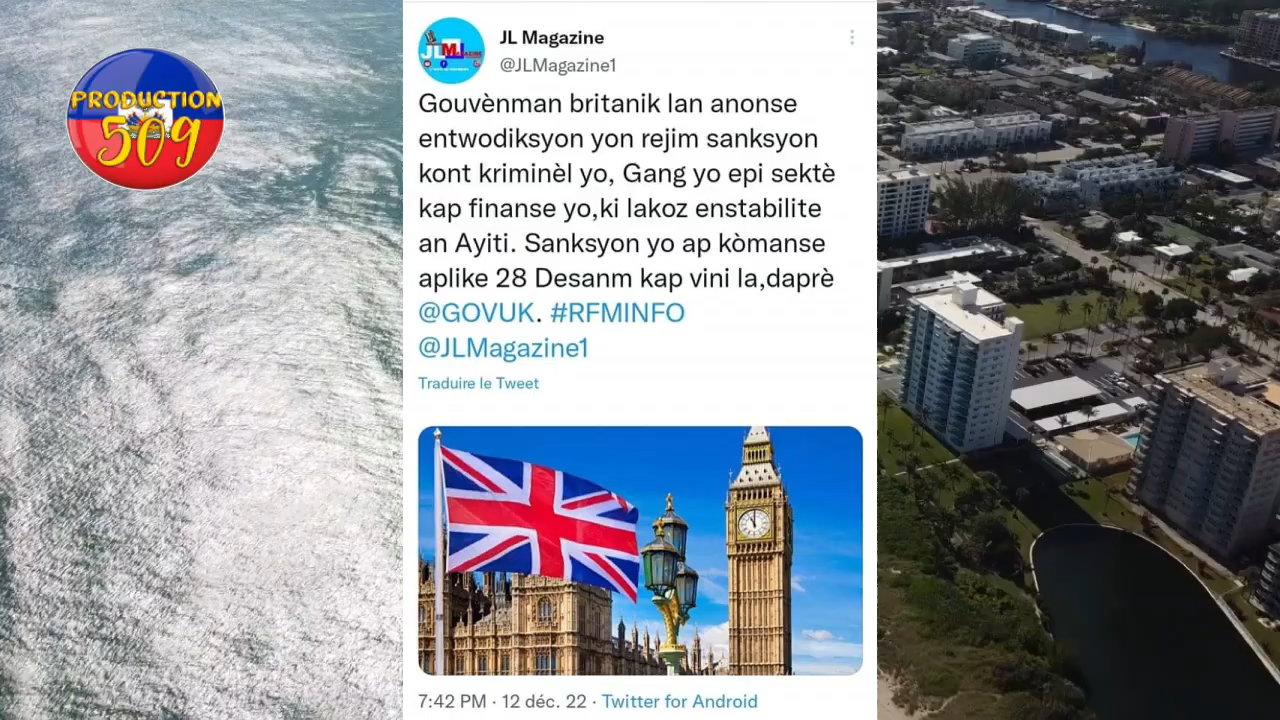 PRODUCTION
509
JL Magazine
@JLMagazine1
Gouvènman britanik lan anonse
entwodiksyon yon rejim sanksyon
kont kriminèl yo, Gang yo epi sektè
kap finanse yo,ki lakoz enstabilite
an Ayiti. Sanksyon yo ap kòmanse
aplike 28 Desanm kap vini la,daprè
@GOVUK. #RFMINFO
@JLMagazine1
Traduire le Tweet
7:42 PM · 12 déc. 22 · Twitter for Android